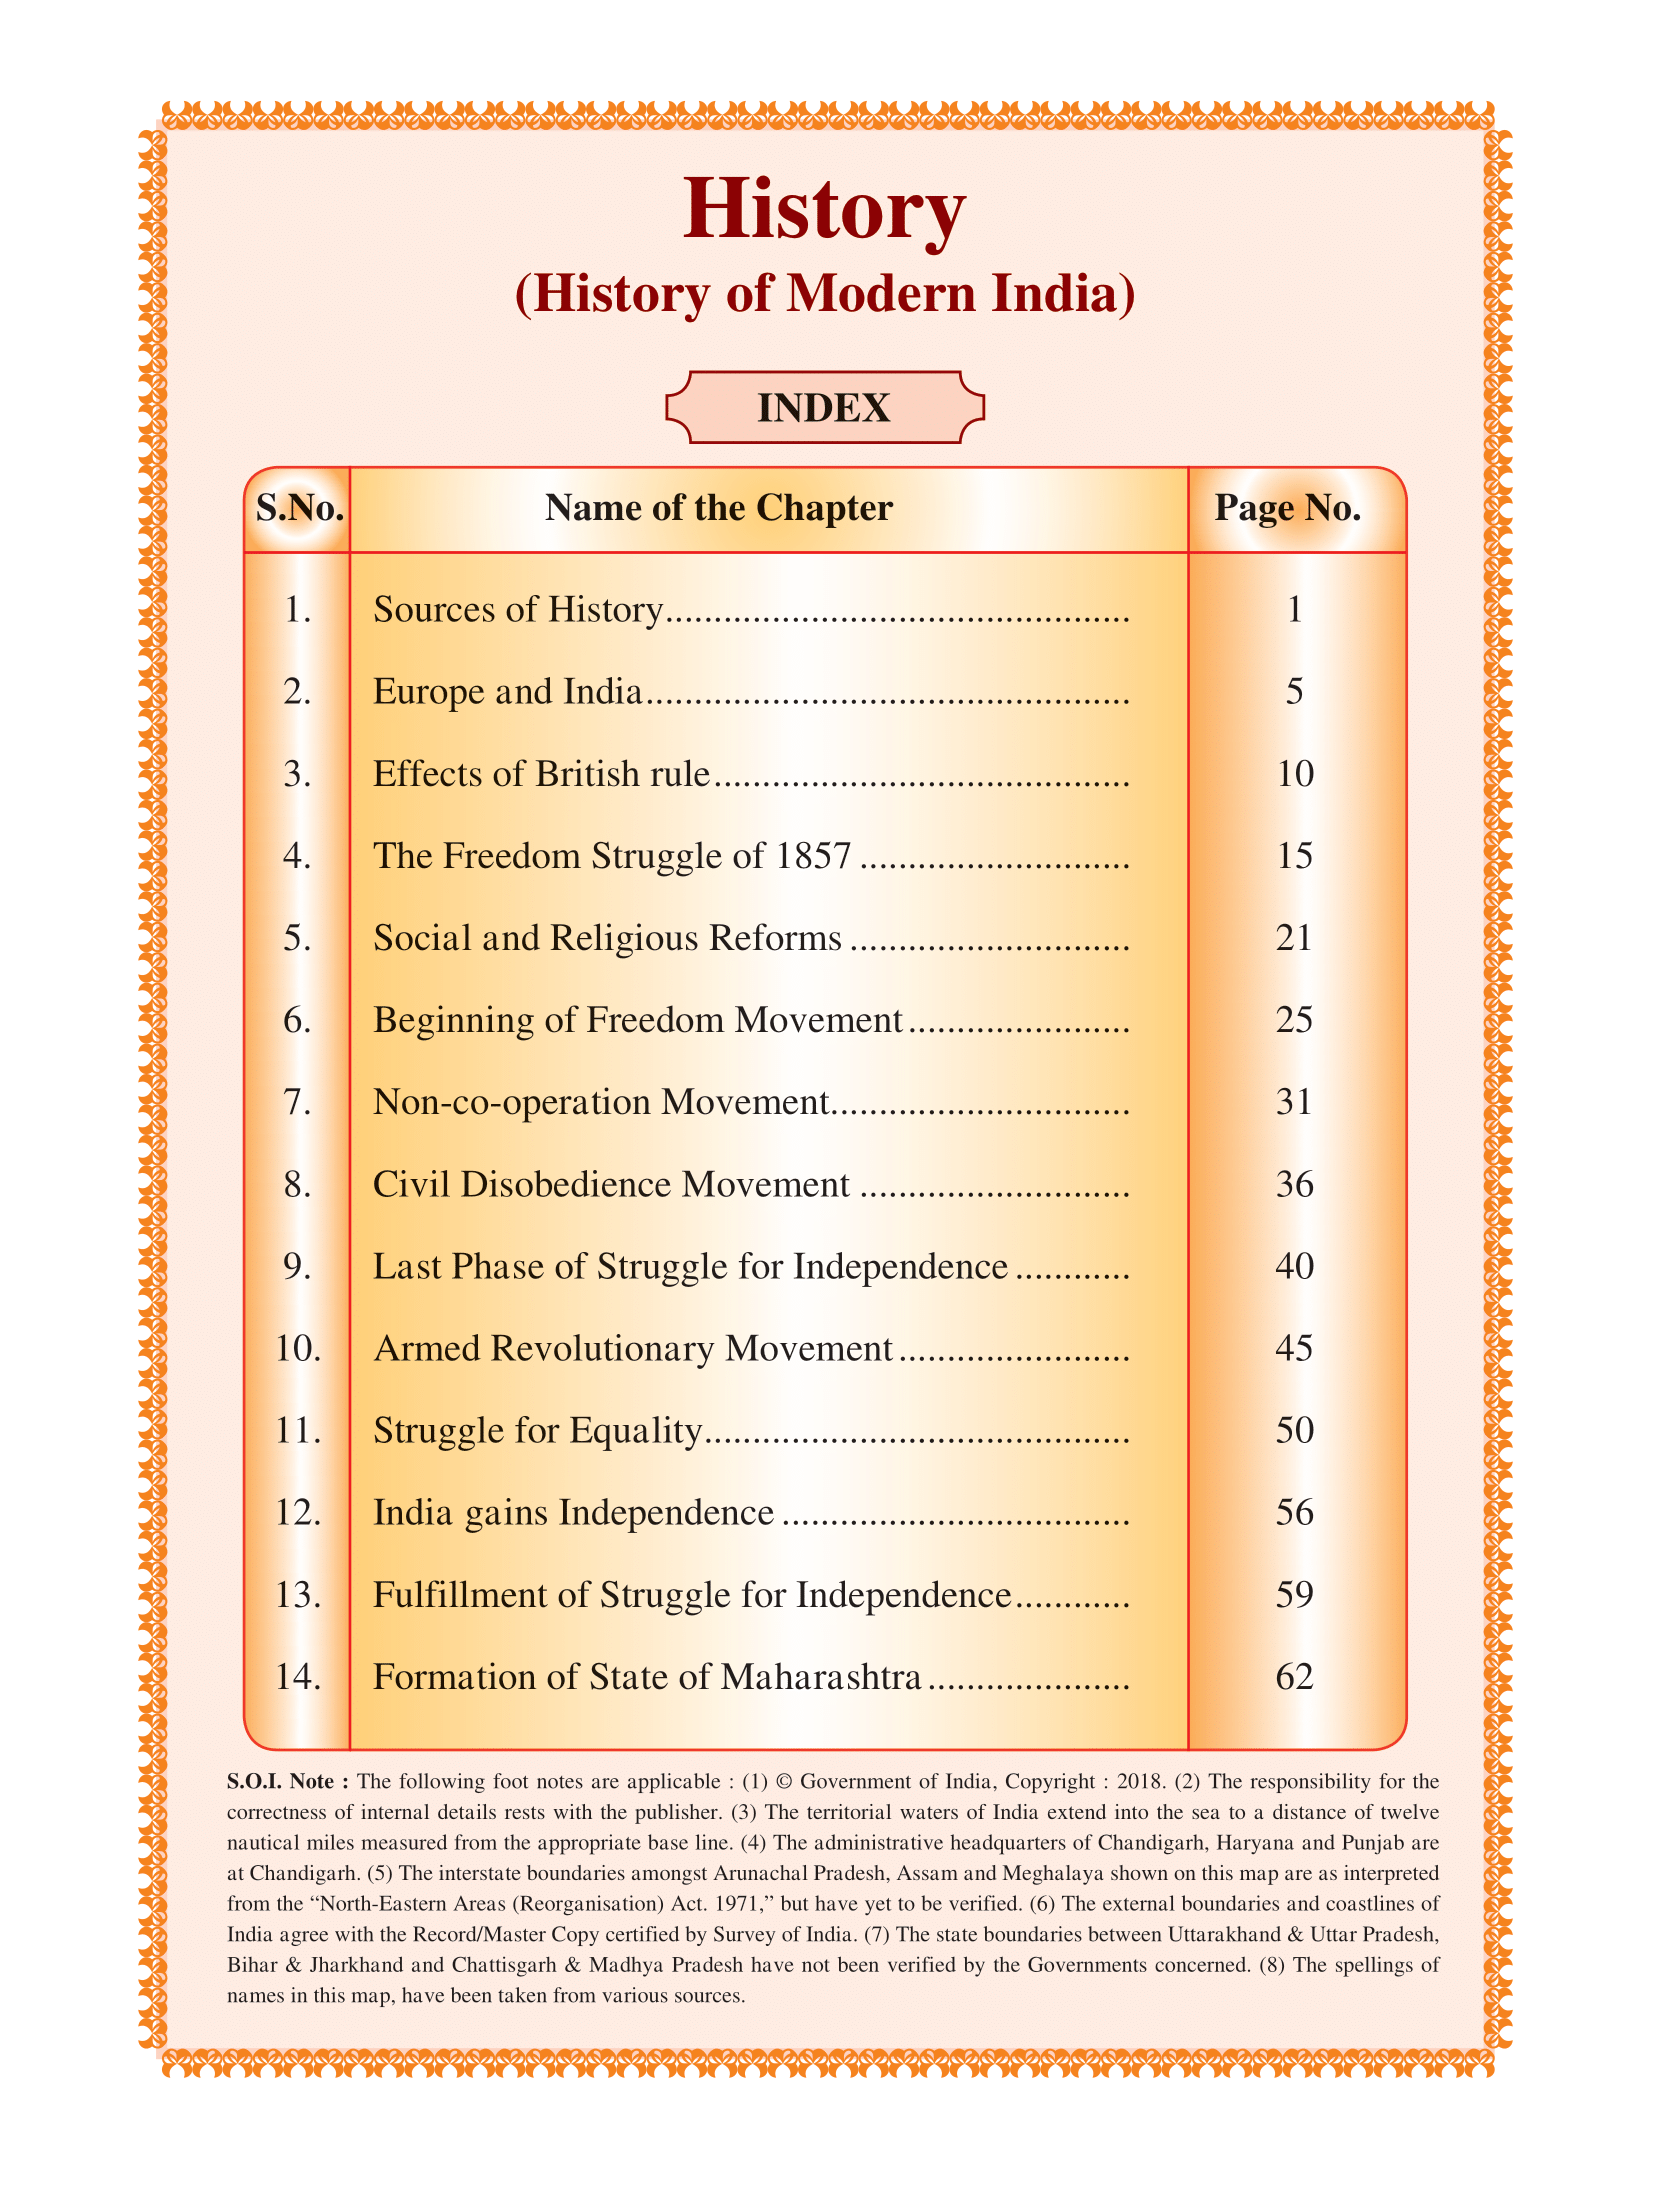 History
(History of Modern India)
INDEX
S.No. Name of the Chapter Page No.
1. Sources of History................................................ 1
2. Europe and India.................................................. 5
3. Effects of British rule........................................... 10
4. The Freedom Struggle of 1857 ............................ 15
5. Social and Religious Reforms ............................. 21
6. Beginning of Freedom Movement....................... 25
7. Non-co-operation Movement............................... 31
8. Civil Disobedience Movement ............................ 36
9. Last Phase of Struggle for Independence ............ 40
10. Armed Revolutionary Movement ........................ 45
11. Struggle for Equality............................................ 50
12. India gains Independence .................................... 56
13. Fulfillment of Struggle for Independence............ 59
14. Formation of State of Maharashtra ..................... 62
S.O.I. Note : The following foot notes are applicable : (1) © Government of India, Copyright : 2018. (2) The responsibility for the
correctness of internal details rests with the publisher. (3) The territorial waters of India extend into the sea to a distance of twelve
nautical miles measured from the appropriate base line. (4) The administrative headquarters of Chandigarh, Haryana and Punjab are
at Chandigarh. (5) The interstate boundaries amongst Arunachal Pradesh, Assam and Meghalaya shown on this map are as interpreted
from the “North-Eastern Areas (Reorganisation) Act. 1971,” but have yet to be verified. (6) The external boundaries and coastlines of
India agree with the Record/Master Copy certified by Survey of India. (7) The state boundaries between Uttarakhand & Uttar Pradesh,
Bihar & Jharkhand and Chattisgarh & Madhya Pradesh have not been verified by the Governments concerned. (8) The spellings of
names in this map, have been taken from various sources.